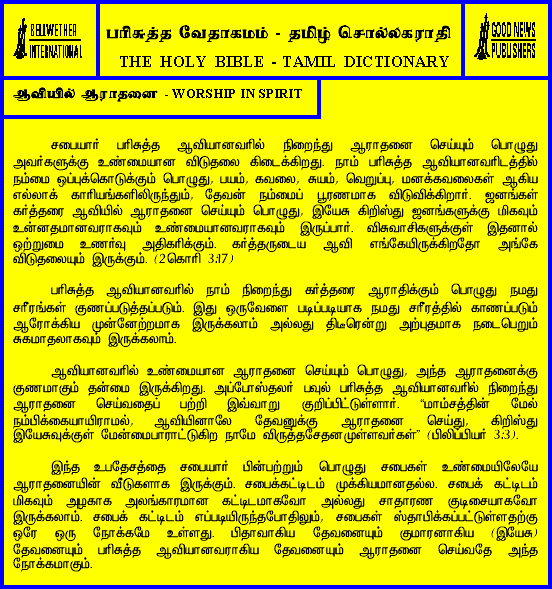 BELLWETHER
INTERNATIONAL
பரிசுத்த வேதாகமம் - தமிழ் சொல்லகராதி
THE HOLY BIBLE - TAMIL DICTIONARY
GOOD NEWS
PUBLISHERS
ஆவியில் ஆராதனை - WORSHIP IN SPIRIT
சபையார் பரிசுத்த ஆவியானவரில் நிறைந்து ஆராதனை செய்யும் பொழுது
அவர்களுக்கு உண்மையான விடுதலை கிடைக்கிறது. நாம் பரிசுத்த ஆவியானவரிடத்தில்
நம்மை ஒப்புக்கொடுக்கும் பொழுது, பயம், கவலை, சுயம், வெறுப்பு, மனக்கவலைகள் ஆகிய
எல்லாக் காரியங்களிலிருந்தும், தேவன் நம்மைப் பூரணமாக விடுவிக்கிறார். ஜனங்கள்
கர்த்தரை ஆவியில் ஆராதனை செய்யும் பொழுது, இயேசு கிறிஸ்து ஜனங்களுக்கு மிகவும்
உன்னதமானவராகவும் உண்மையானவராகவும் இருப்பார். விசுவாசிகளுக்குள் இதனால்
ஒற்றுமை உணர்வு அதிகரிக்கும். கர்த்தருடைய ஆவி எங்கேயிருக்கிறதோ அங்கே
விடுதலையும் இருக்கும். (2கொரி 3:17)
பரிசுத்த ஆவியானவரில் நாம் நிறைந்து கர்த்தரை ஆராதிக்கும் பொழுது நமது
சரீரங்கள் குணப்படுத்தப்படும். இது ஒருவேளை படிப்படியாக நமது சரீரத்தில் காணப்படும்
ஆரோக்கிய முன்னேற்றமாக இருக்கலாம் அல்லது திடீரென்று அற்புதமாக நடைபெறும்
சுகமாதலாகவும் இருக்கலாம்.
ஆவியானவரில் உண்மையான ஆராதனை செய்யும் பொழுது, அந்த ஆராதனைக்கு
குணமாகும் தன்மை இருக்கிறது. அப்போஸ்தலர் பவுல் பரிசுத்த ஆவியானவரில் நிறைந்து
ஆராதனை செய்வதைப் பற்றி இவ்வாறு குறிப்பிட்டுள்ளார். "மாம்சத்தின் மேல்
நம்பிக்கையாயிராமல், ஆவியினாலே தேவனுக்கு ஆராதனை செய்து, கிறிஸ்து
இயேசுவுக்குள் மேன்மைபாராட்டுகிற நாமே விருத்தசேதனமுள்ளவர்கள்" (பிலிப்பியர் 3:3).
இந்த உபதேசத்தை சபையார் பின்பற்றும் பொழுது சபைகள் உண்மையிலேயே
ஆராதனையின் வீடுகளாக இருக்கும். சபைக்கட்டிடம் முக்கியமானதல்ல. சபைக் கட்டிடம்
மிகவும் அழகாக அலங்காரமான கட்டிடமாகவோ அல்லது சாதாரண குடிசையாகவோ
இருக்கலாம். சபைக் கட்டிடம் எப்படியிருந்தபோதிலும், சபைகள் ஸ்தாபிக்கப்பட்டுள்ளதற்கு
ஒரே ஒரு நோக்கமே உள்ளது. பிதாவாகிய தேவனையும் குமாரனாகிய (இயேசு)
தேவனையும் பரிசுத்த ஆவியானவராகிய தேவனையும் ஆராதனை செய்வதே அந்த
நோக்கமாகும்.